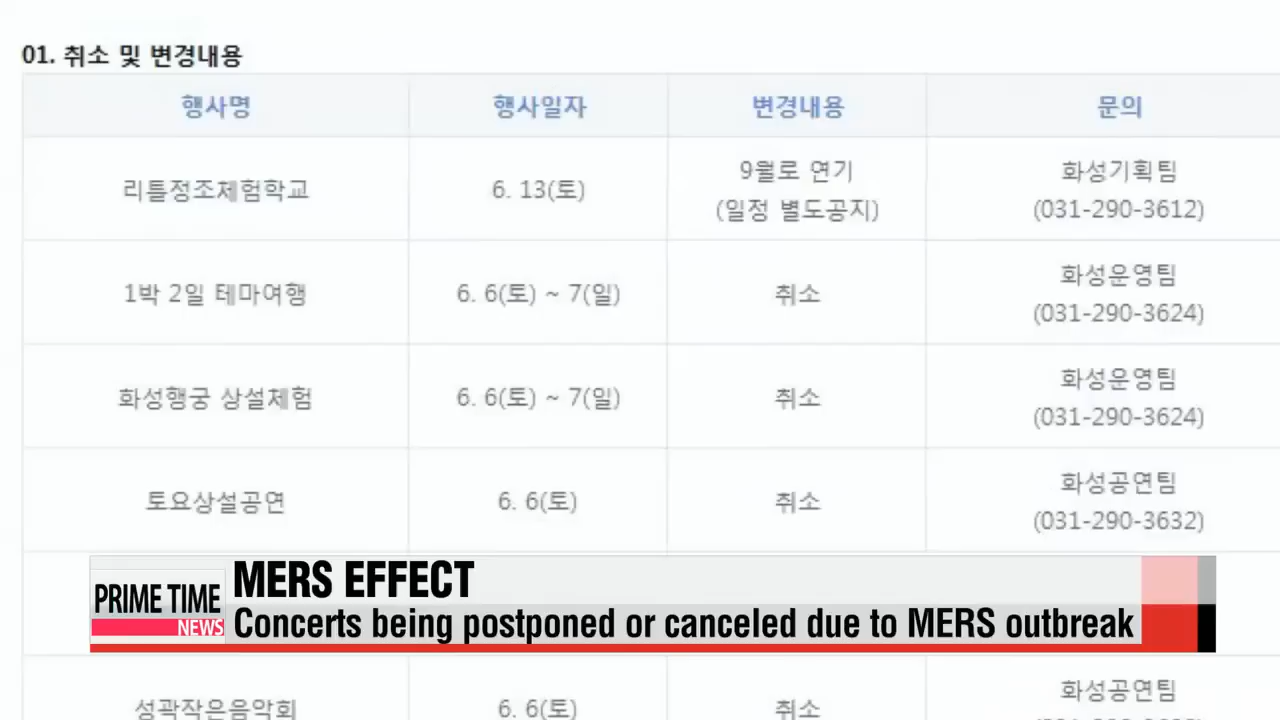 01. 취소 및 변경내용
행사명 행사일자 변경내용 문의
리틀정조체험학교 6. 13(토) 9월로 연기 (일정 별도공지) 화성기획팀 (031-290-3612)
1박 2일 테마여행 6. 6(토) ~ 7(일) 취소 화성운영팀 (031-290-3624)
화성행궁 상설체험 6. 6(토) ~ 7(일) 취소 화성운영팀 (031-290-3624)
토요상설공연 6. 6(토) 취소 화성공연팀 (031-290-3632)
PRIME TIME NEWS
MERS EFFECT
Concerts being postponed or canceled due to MERS outbreak
성곽작은음악회 6. 6(토) 취소 화성공연팀